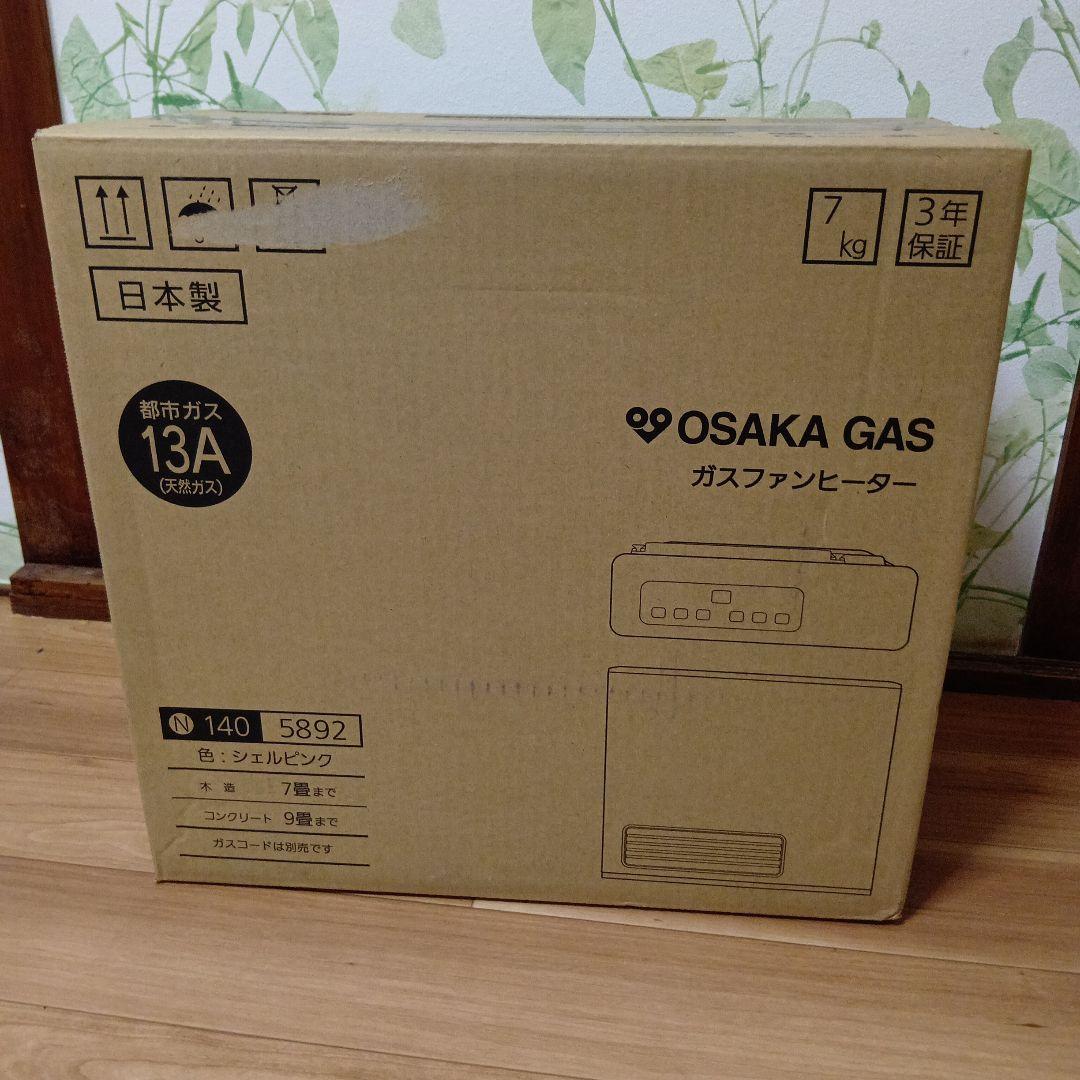 7
kg
3年
保証
日本製
都市ガス
13A
(天然ガス)
OSAKA GAS
ガスファンヒーター
N 140 5892
色：シェルピンク
木 造 7畳まで
コンクリート 9畳まで
ガスコードは別売です